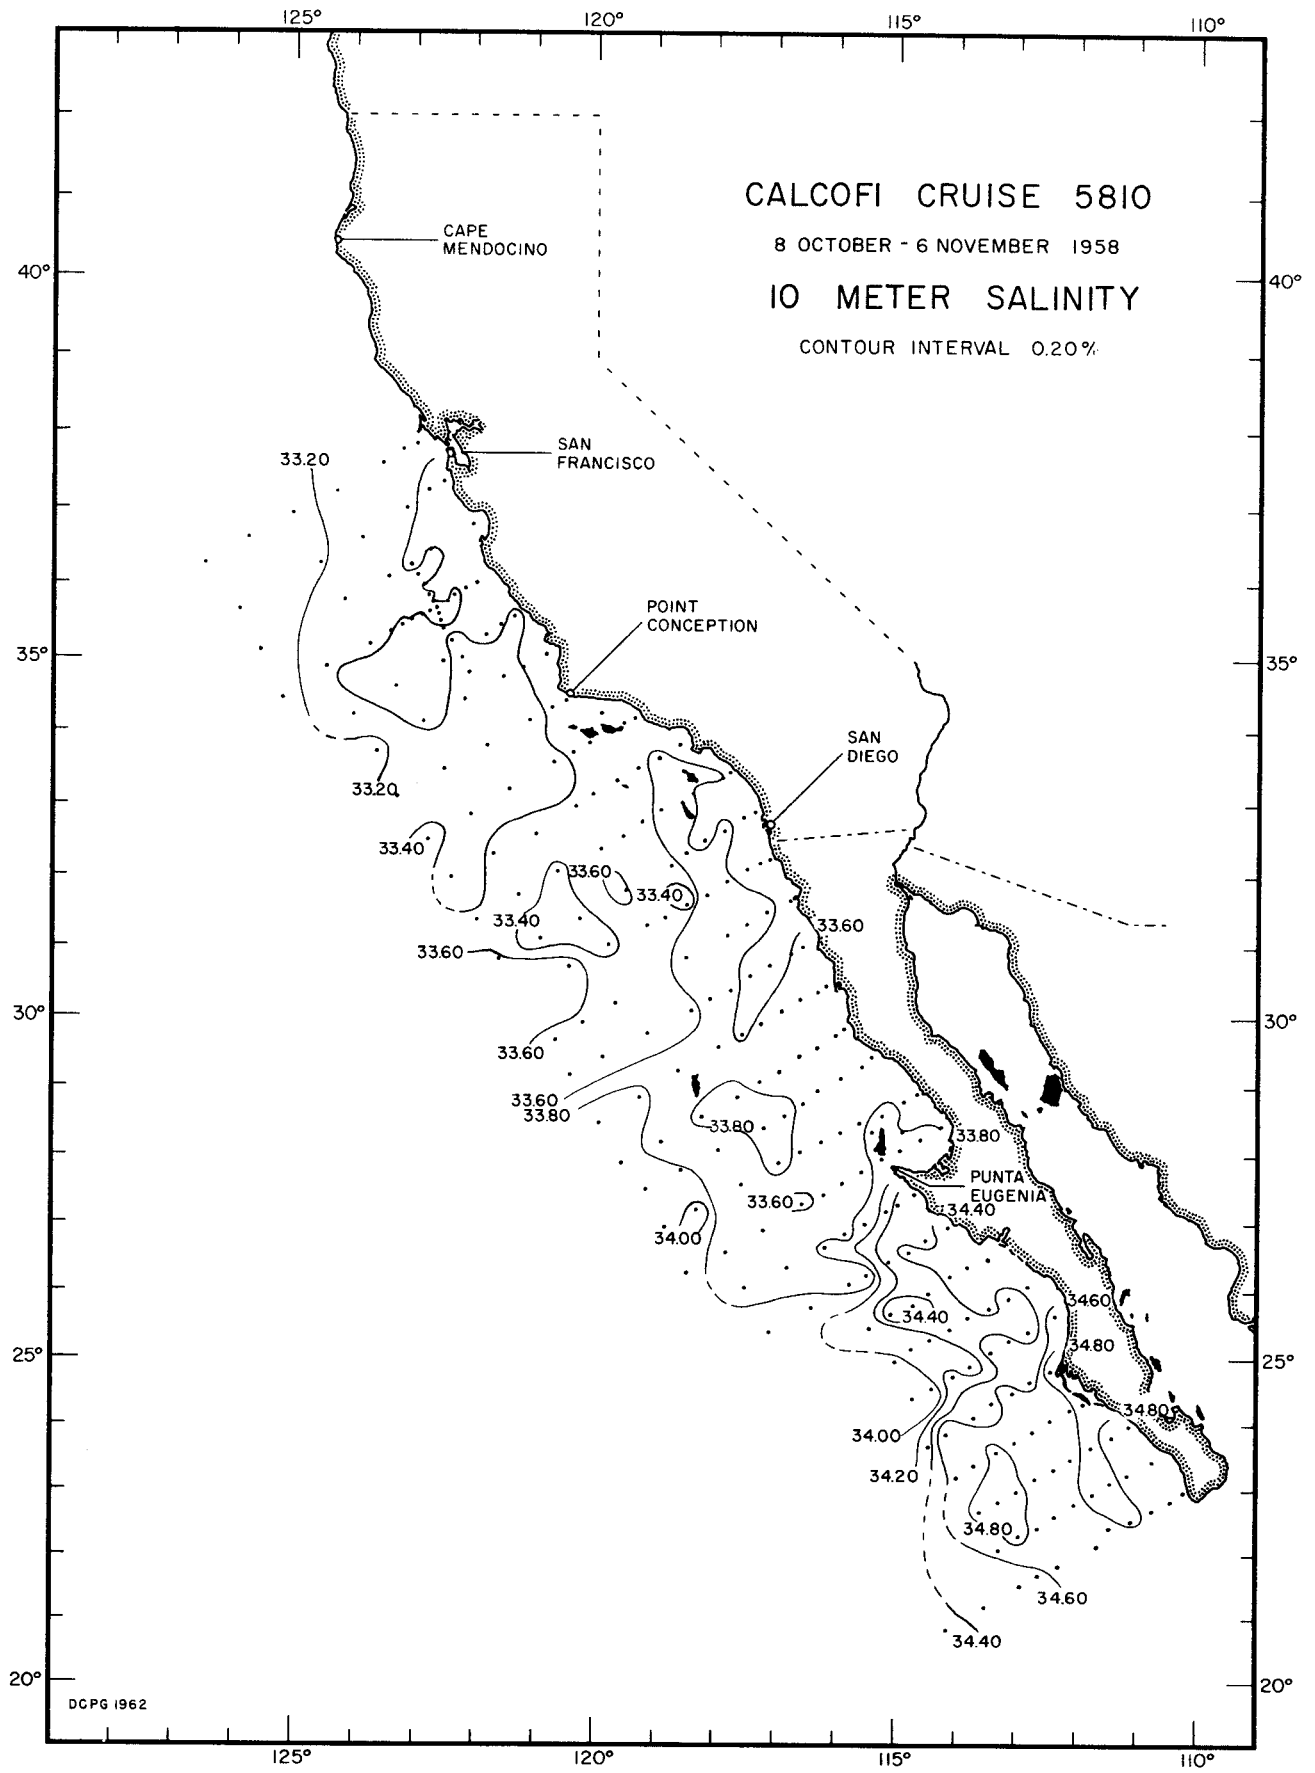 125° 120° 115° 110°
CALCOFI CRUISE 5810
8 OCTOBER - 6 NOVEMBER 1958
10 METER SALINITY
CONTOUR INTERVAL 0.20‰
CAPE
MENDOCINO
40° 40°
SAN
FRANCISCO
33.20
POINT
CONCEPTION
35° 35°
SAN
DIEGO
33.20
33.40
33.60
33.40
33.40
33.60
33.60
30° 30°
33.60
33.60
33.80
33.80
33.80
PUNTA
EUGENIA
33.60
34.40
34.00
34.60
34.40
34.80
25° 25°
34.80
34.00
34.20
34.80
34.60
34.40
20° 20°
DCPG 1962
125° 120° 115° 110°